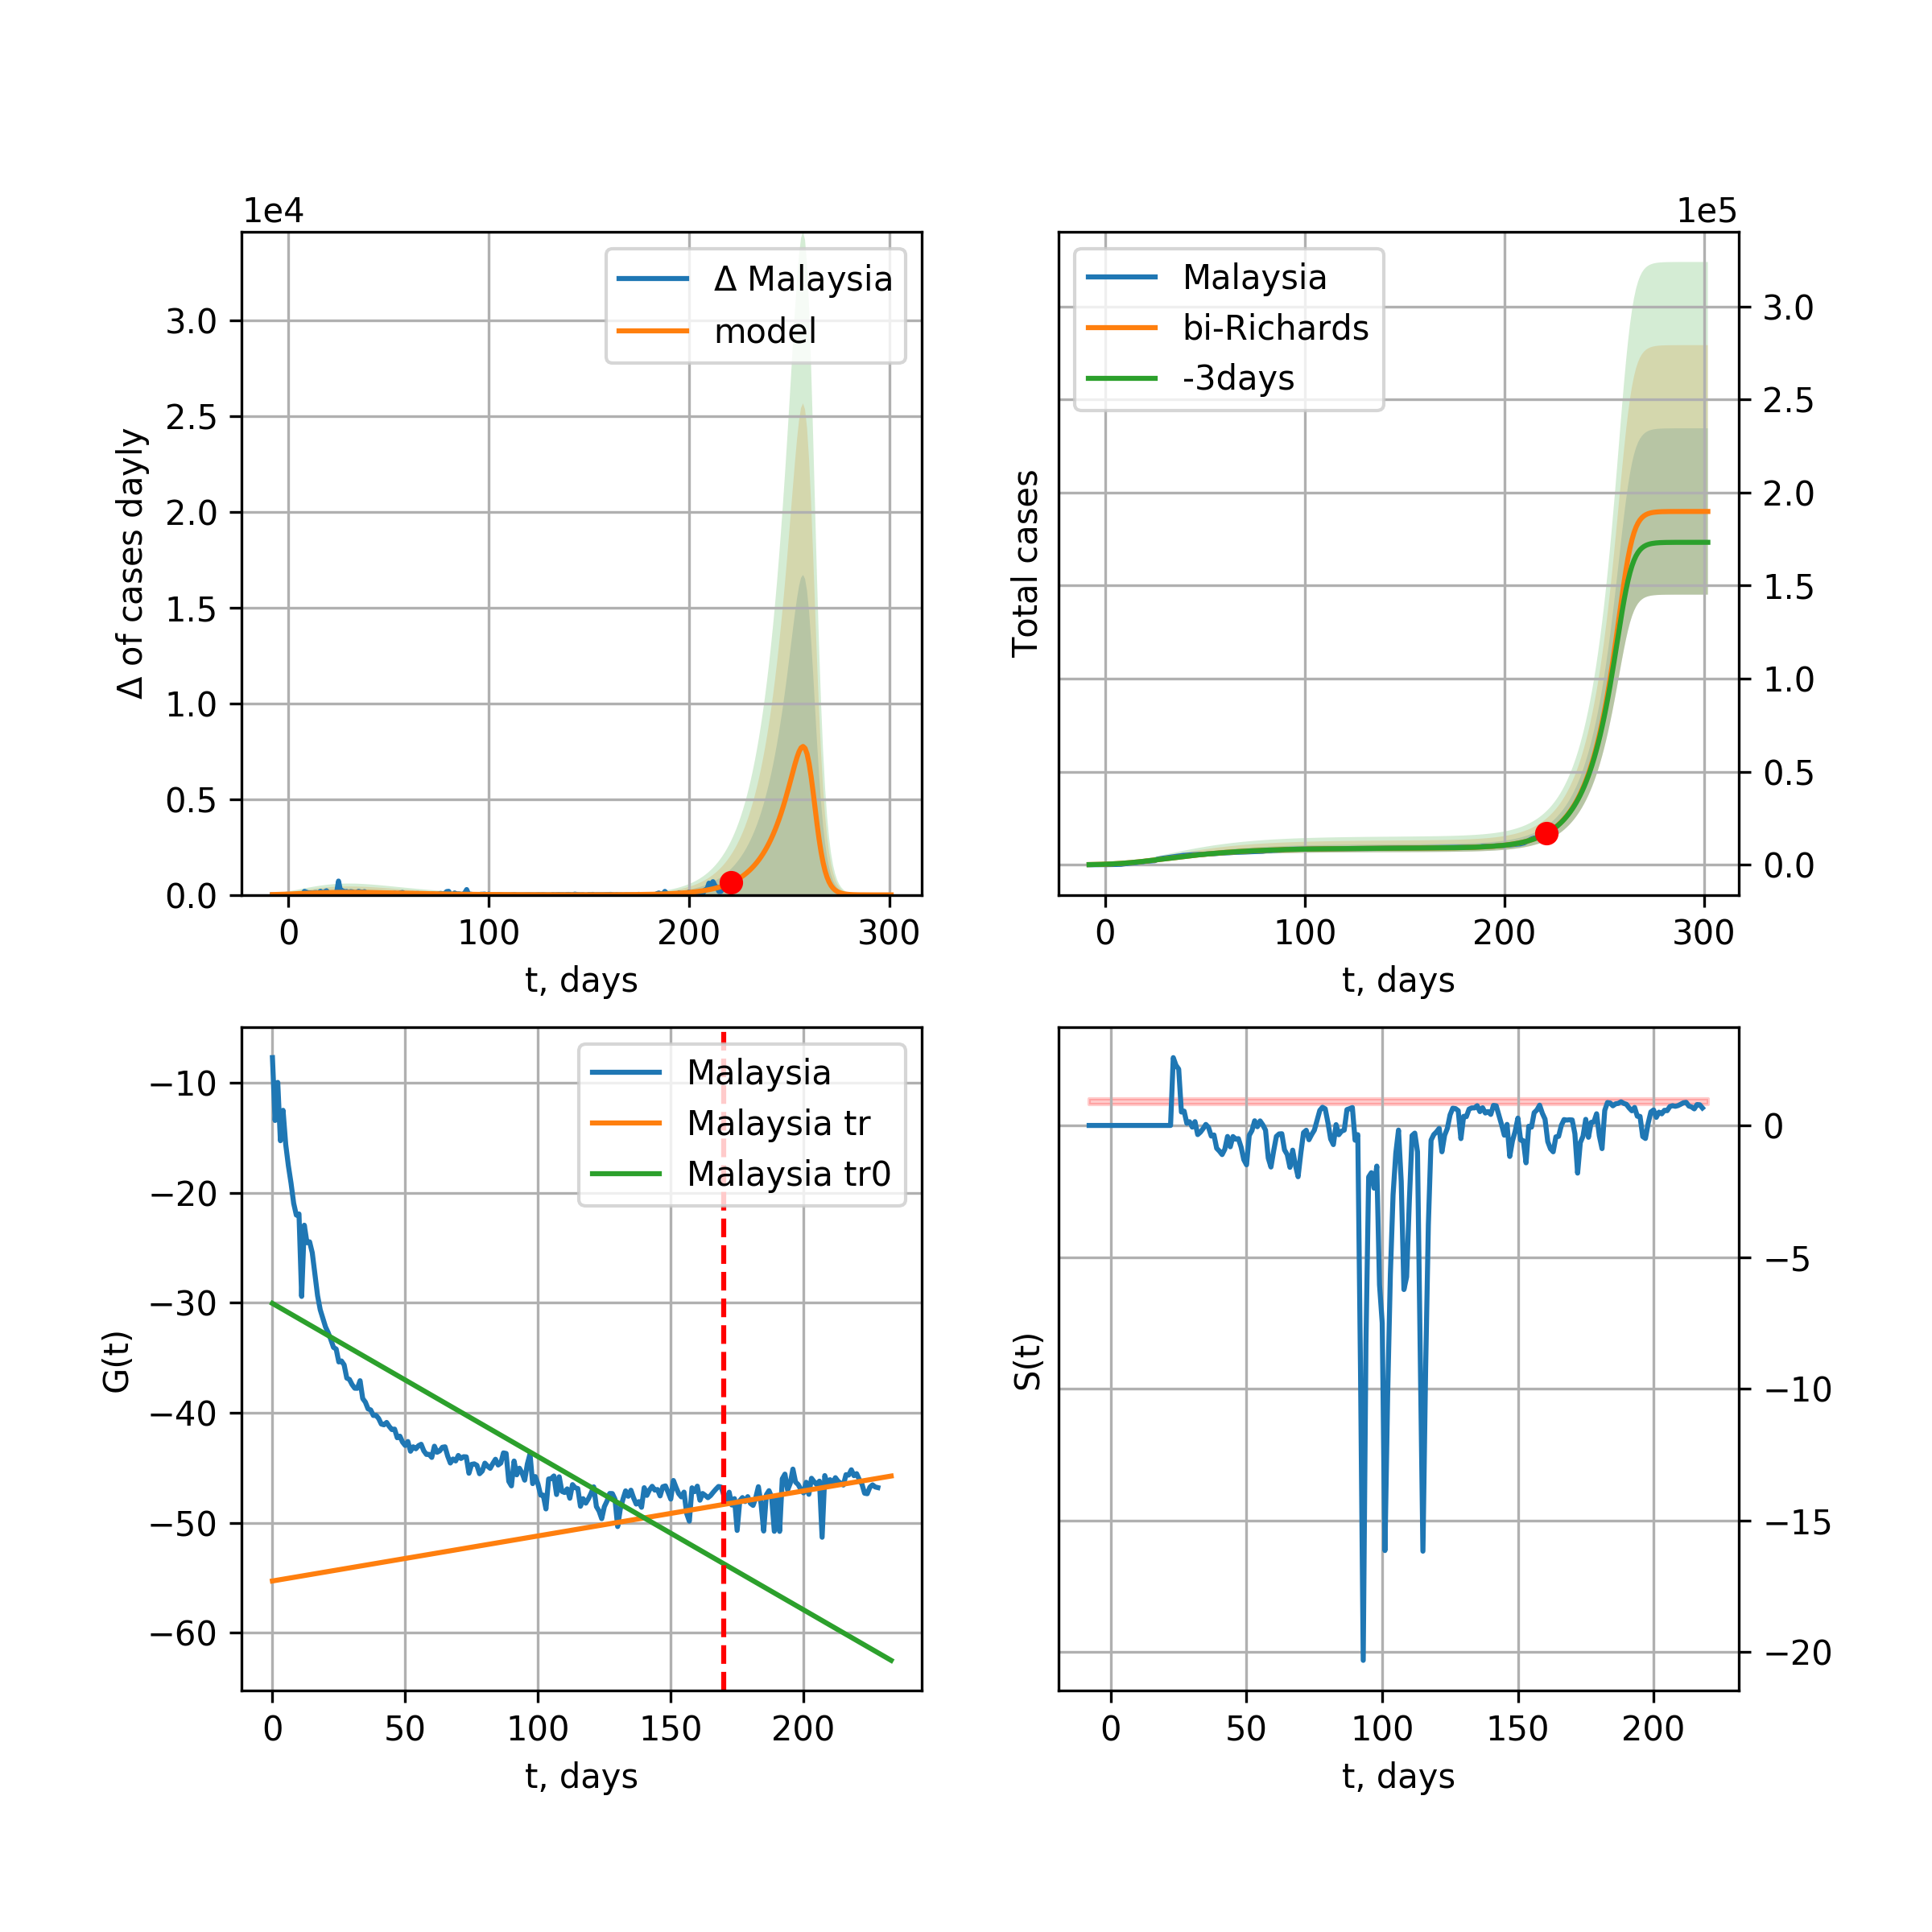 1e4
Δ Malaysia
model
3.0
2.5
2.0
1.5
1.0
0.5
0.0
Δ of cases dayly
0 100 200 300
t, days
1e5
Malaysia
bi-Richards
-3days
3.0
2.5
2.0
1.5
1.0
0.5
0.0
Total cases
0 100 200 300
t, days
Malaysia
Malaysia tr
Malaysia tr0
−10
−20
−30
−40
−50
−60
G(t)
0 50 100 150 200
t, days
0
−5
−10
−15
−20
S(t)
0 50 100 150 200
t, days